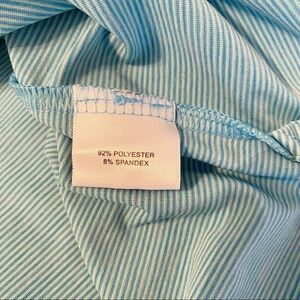 92% POLYESTER
8% SPANDEX